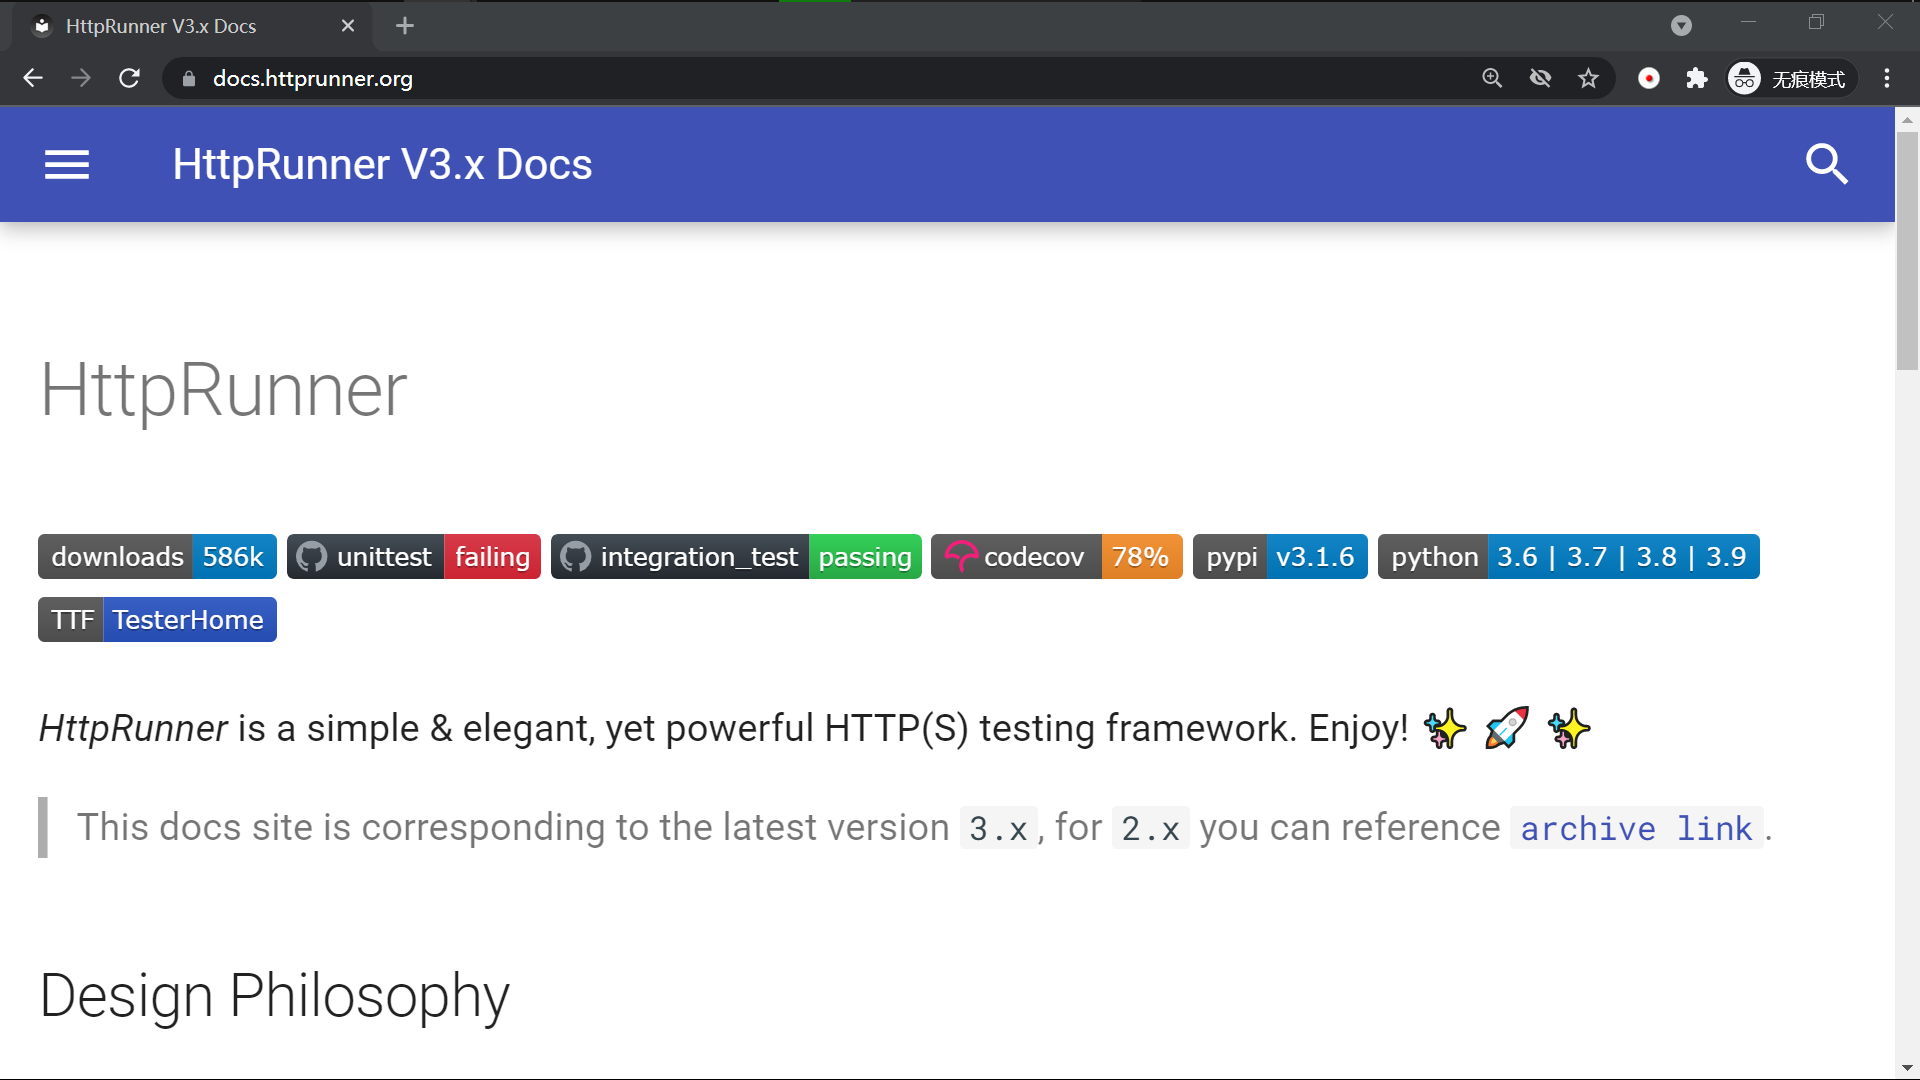 HttpRunner V3.x Docs
docs.httprunner.org
无痕模式
HttpRunner V3.x Docs
HttpRunner
downloads 586k unittest failing integration_test passing codecov 78% pypi v3.1.6 python 3.6 | 3.7 | 3.8 | 3.9
TTF TesterHome
HttpRunner is a simple & elegant, yet powerful HTTP(S) testing framework. Enjoy! ✨ 🚀 ✨
This docs site is corresponding to the latest version 3.x, for 2.x you can reference archive link.
Design Philosophy